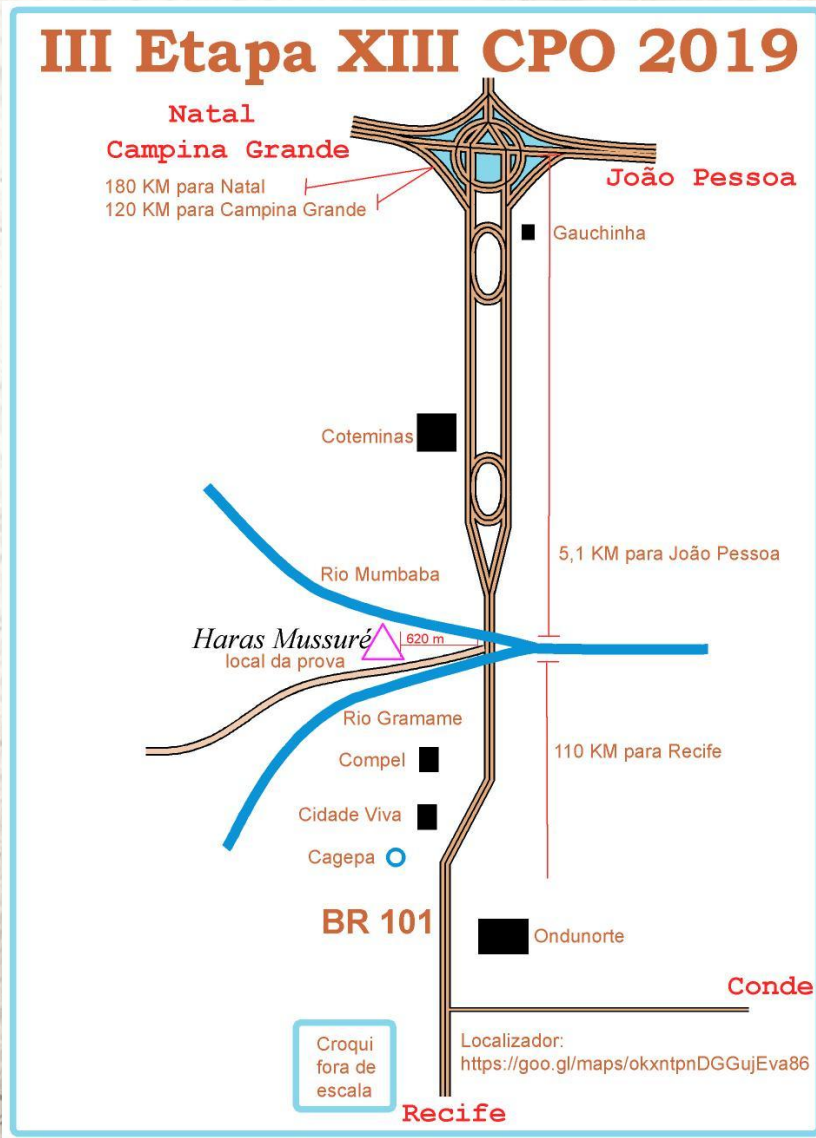 III Etapa XIII CPO 2019
Natal
Campina Grande
180 KM para Natal
120 KM para Campina Grande
João Pessoa
Gauchinha
Coteminas
5,1 KM para João Pessoa
Rio Mumbaba
Haras Mussuré
620 m
local da prova
Rio Gramame
Compel
110 KM para Recife
Cidade Viva
Cagepa
BR 101
Ondunorte
Conde
Croqui
fora de
escala
Localizador:
https://goo.gl/maps/okxntpnDGGujEva86
Recife